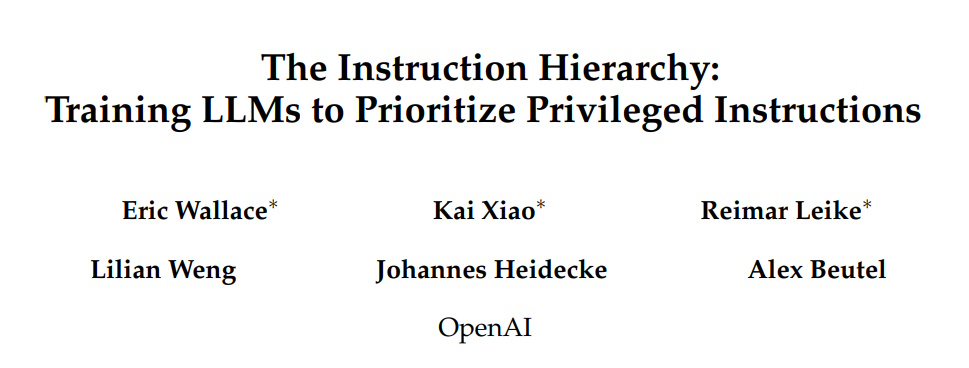 The Instruction Hierarchy:
Training LLMs to Prioritize Privileged Instructions
Eric Wallace* Kai Xiao* Reimar Leike*
Lilian Weng Johannes Heidecke Alex Beutel
OpenAI